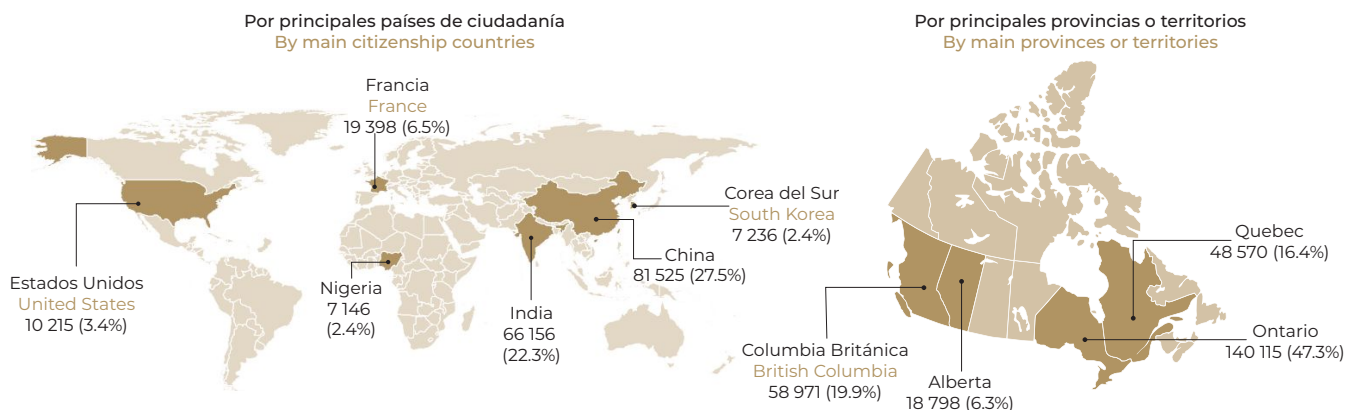 Por principales países de ciudadanía
By main citizenship countries
Francia
France
19 398 (6.5%)
Corea del Sur
South Korea
7 236 (2.4%)
China
81 525 (27.5%)
Estados Unidos
United States
10 215 (3.4%)
Nigeria
7 146
(2.4%)
India
66 156
(22.3%)
Por principales provincias o territorios
By main provinces or territories
Quebec
48 570 (16.4%)
Ontario
140 115 (47.3%)
Columbia Británica
British Columbia
58 971 (19.9%)
Alberta
18 798 (6.3%)